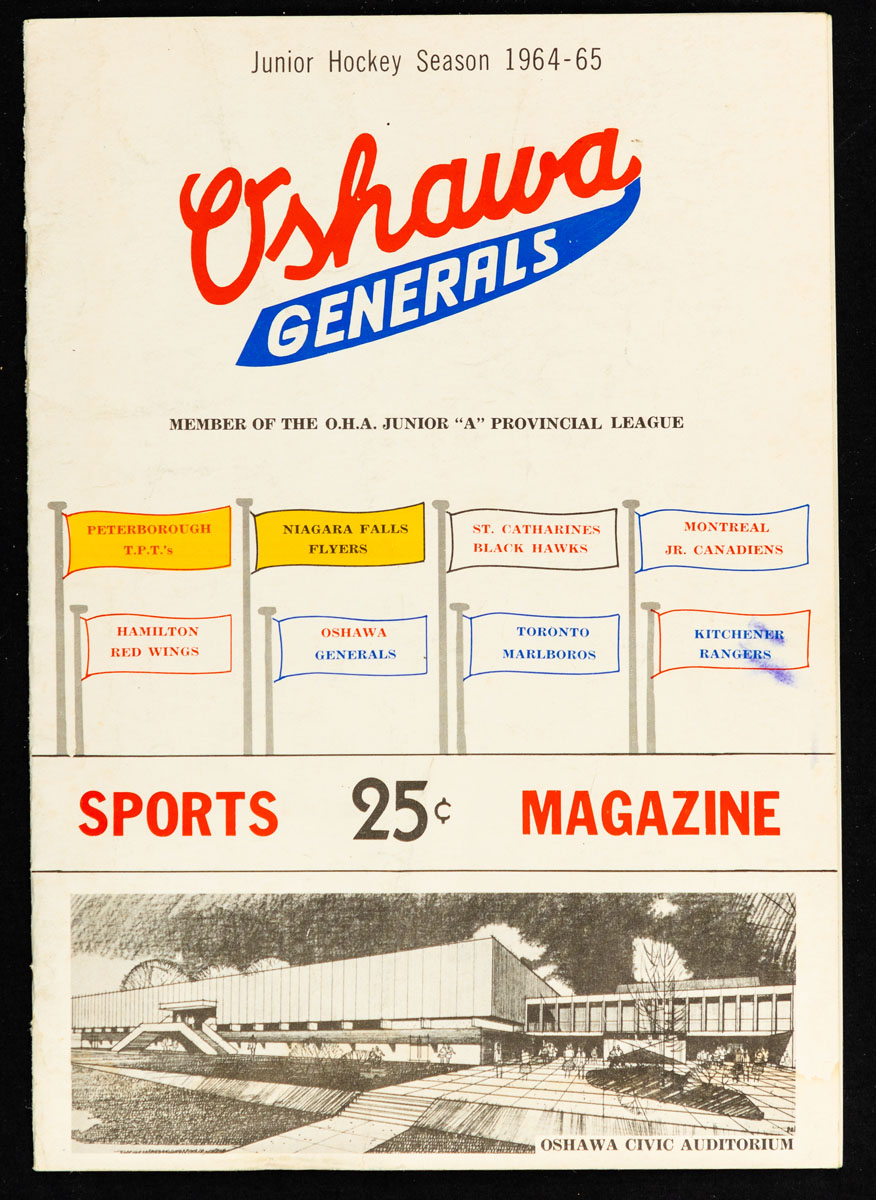 Junior Hockey Season 1964-65
Oshawa
GENERALS
MEMBER OF THE O.H.A. JUNIOR "A" PROVINCIAL LEAGUE
PETERBOROUGH
T.P.T.'s
NIAGARA FALLS
FLYERS
ST. CATHARINES
BLACK HAWKS
MONTREAL
JR. CANADIENS
HAMILTON
RED WINGS
OSHAWA
GENERALS
TORONTO
MARLBOROS
KITCHENER
RANGERS
SPORTS 25¢ MAGAZINE
OSHAWA CIVIC AUDITORIUM